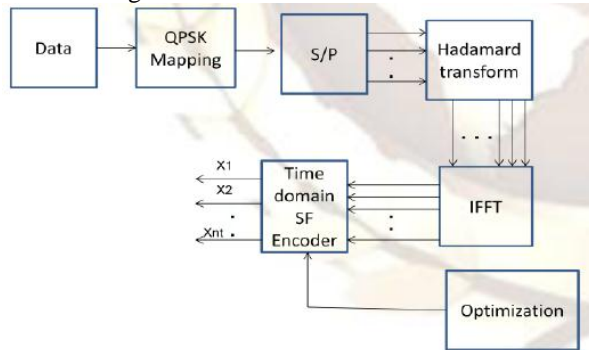 Data
QPSK
Mapping
S/P
Hadamard
transform
X1
X2
Xnt
Time
domain
SF
Encoder
IFFT
Optimization